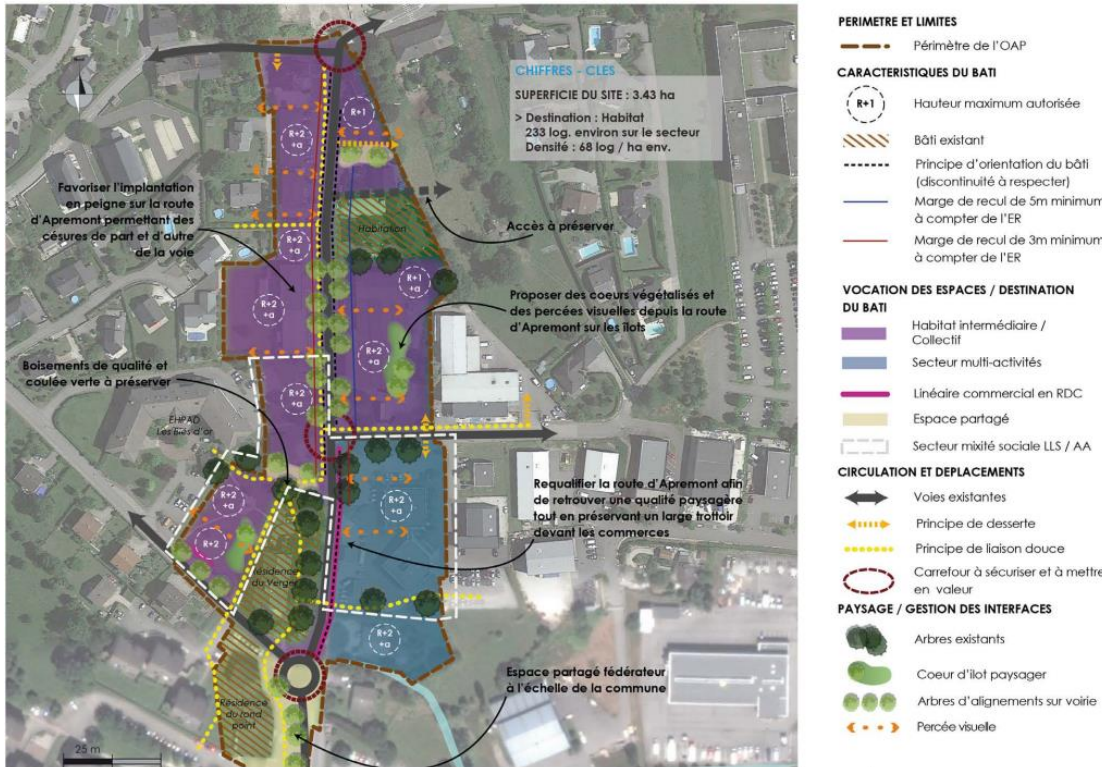 CHIFFRES - CLES
SUPERFICIE DU SITE : 3.43 ha
> Destination : Habitat
233 log. environ sur le secteur
Densité : 68 log / ha env.
R+1
R+2
+a
Favoriser l'implantation
en peigne sur la route
d'Apremont permettant des
césures de part et d'autre
de la voie
Habitation
Accès à préserver
R+2
+a
R+1
+a
R+2
+a
Proposer des coeurs végétalisés et
des percées visuelles depuis la route
d'Apremont sur les îlots
R+2
+a
Boisements de qualité et
coulée verte à préserver
R+2
+a
EHPAD
Les Blés d'or
R+2
+a
R+2
+a
R+2
Requalifier la route d'Apremont afin
de retrouver une qualité paysagère
tout en préservant un large trottoir
devant les commerces
Résidence
du Verger
R+2
+a
Espace partagé fédérateur
à l'échelle de la commune
Résidence
du rond
point
25 m
PERIMETRE ET LIMITES
Périmètre de l'OAP
CARACTERISTIQUES DU BATI
R+1
Hauteur maximum autorisée
Bâti existant
Principe d'orientation du bâti
(discontinuité à respecter)
Marge de recul de 5m minimum
à compter de l'ER
Marge de recul de 3m minimum
à compter de l'ER
VOCATION DES ESPACES / DESTINATION
DU BATI
Habitat intermédiaire /
Collectif
Secteur multi-activités
Linéaire commercial en RDC
Espace partagé
Secteur mixité sociale LLS / AA
CIRCULATION ET DEPLACEMENTS
Voies existantes
Principe de desserte
Principe de liaison douce
Carrefour à sécuriser et à mettre
en valeur
PAYSAGE / GESTION DES INTERFACES
Arbres existants
Coeur d'ilot paysager
Arbres d'alignements sur voirie
Percée visuelle